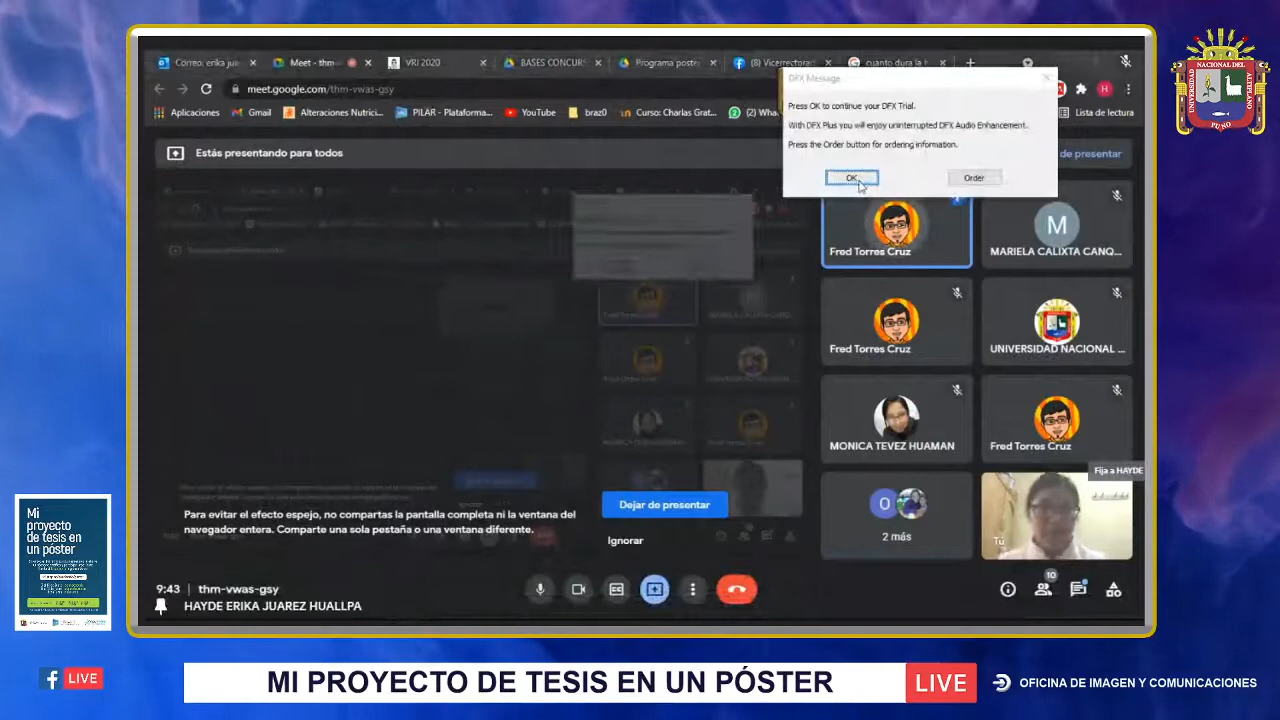 Correo: erika jua
Meet - thm-
VRI 2020
BASES CONCUR
Programa poster
(8) Vicerrectora
cuanto dura la
meet.google.com/thm-vwas-gsy
Aplicaciones
Gmail
Alteraciones Nutrici...
PILAR - Plataforma...
YouTube
braz0
Curso: Charlas Grat...
(2) Wha
Lista de lectura
DFX Message
Press OK to continue your DFX Trial.
With DFX Plus you will enjoy uninterrupted DFX Audio Enhancement.
Press the Order button for ordering information.
OK
Order
Estás presentando para todos
de presentar
Fred Torres Cruz
MARIELA CALIXTA CANQ...
Fred Torres Cruz
UNIVERSIDAD NACIONAL ...
MONICA TEVEZ HUAMAN
Fred Torres Cruz
Fija a HAYDE
2 más
Tú
Para evitar el efecto espejo, no compartas la pantalla completa ni la ventana del
navegador entera. Comparte una sola pestaña o una ventana diferente.
Dejar de presentar
Ignorar
9:43 | thm-vwas-gsy
10
HAYDE ERIKA JUAREZ HUALLPA
UNIVERSIDAD
NACIONAL DEL
ALTIPLANO
PUNO
Mi
proyecto
de tesis en
un póster
LIVE
MI PROYECTO DE TESIS EN UN PÓSTER
LIVE
OFICINA DE IMAGEN Y COMUNICACIONES